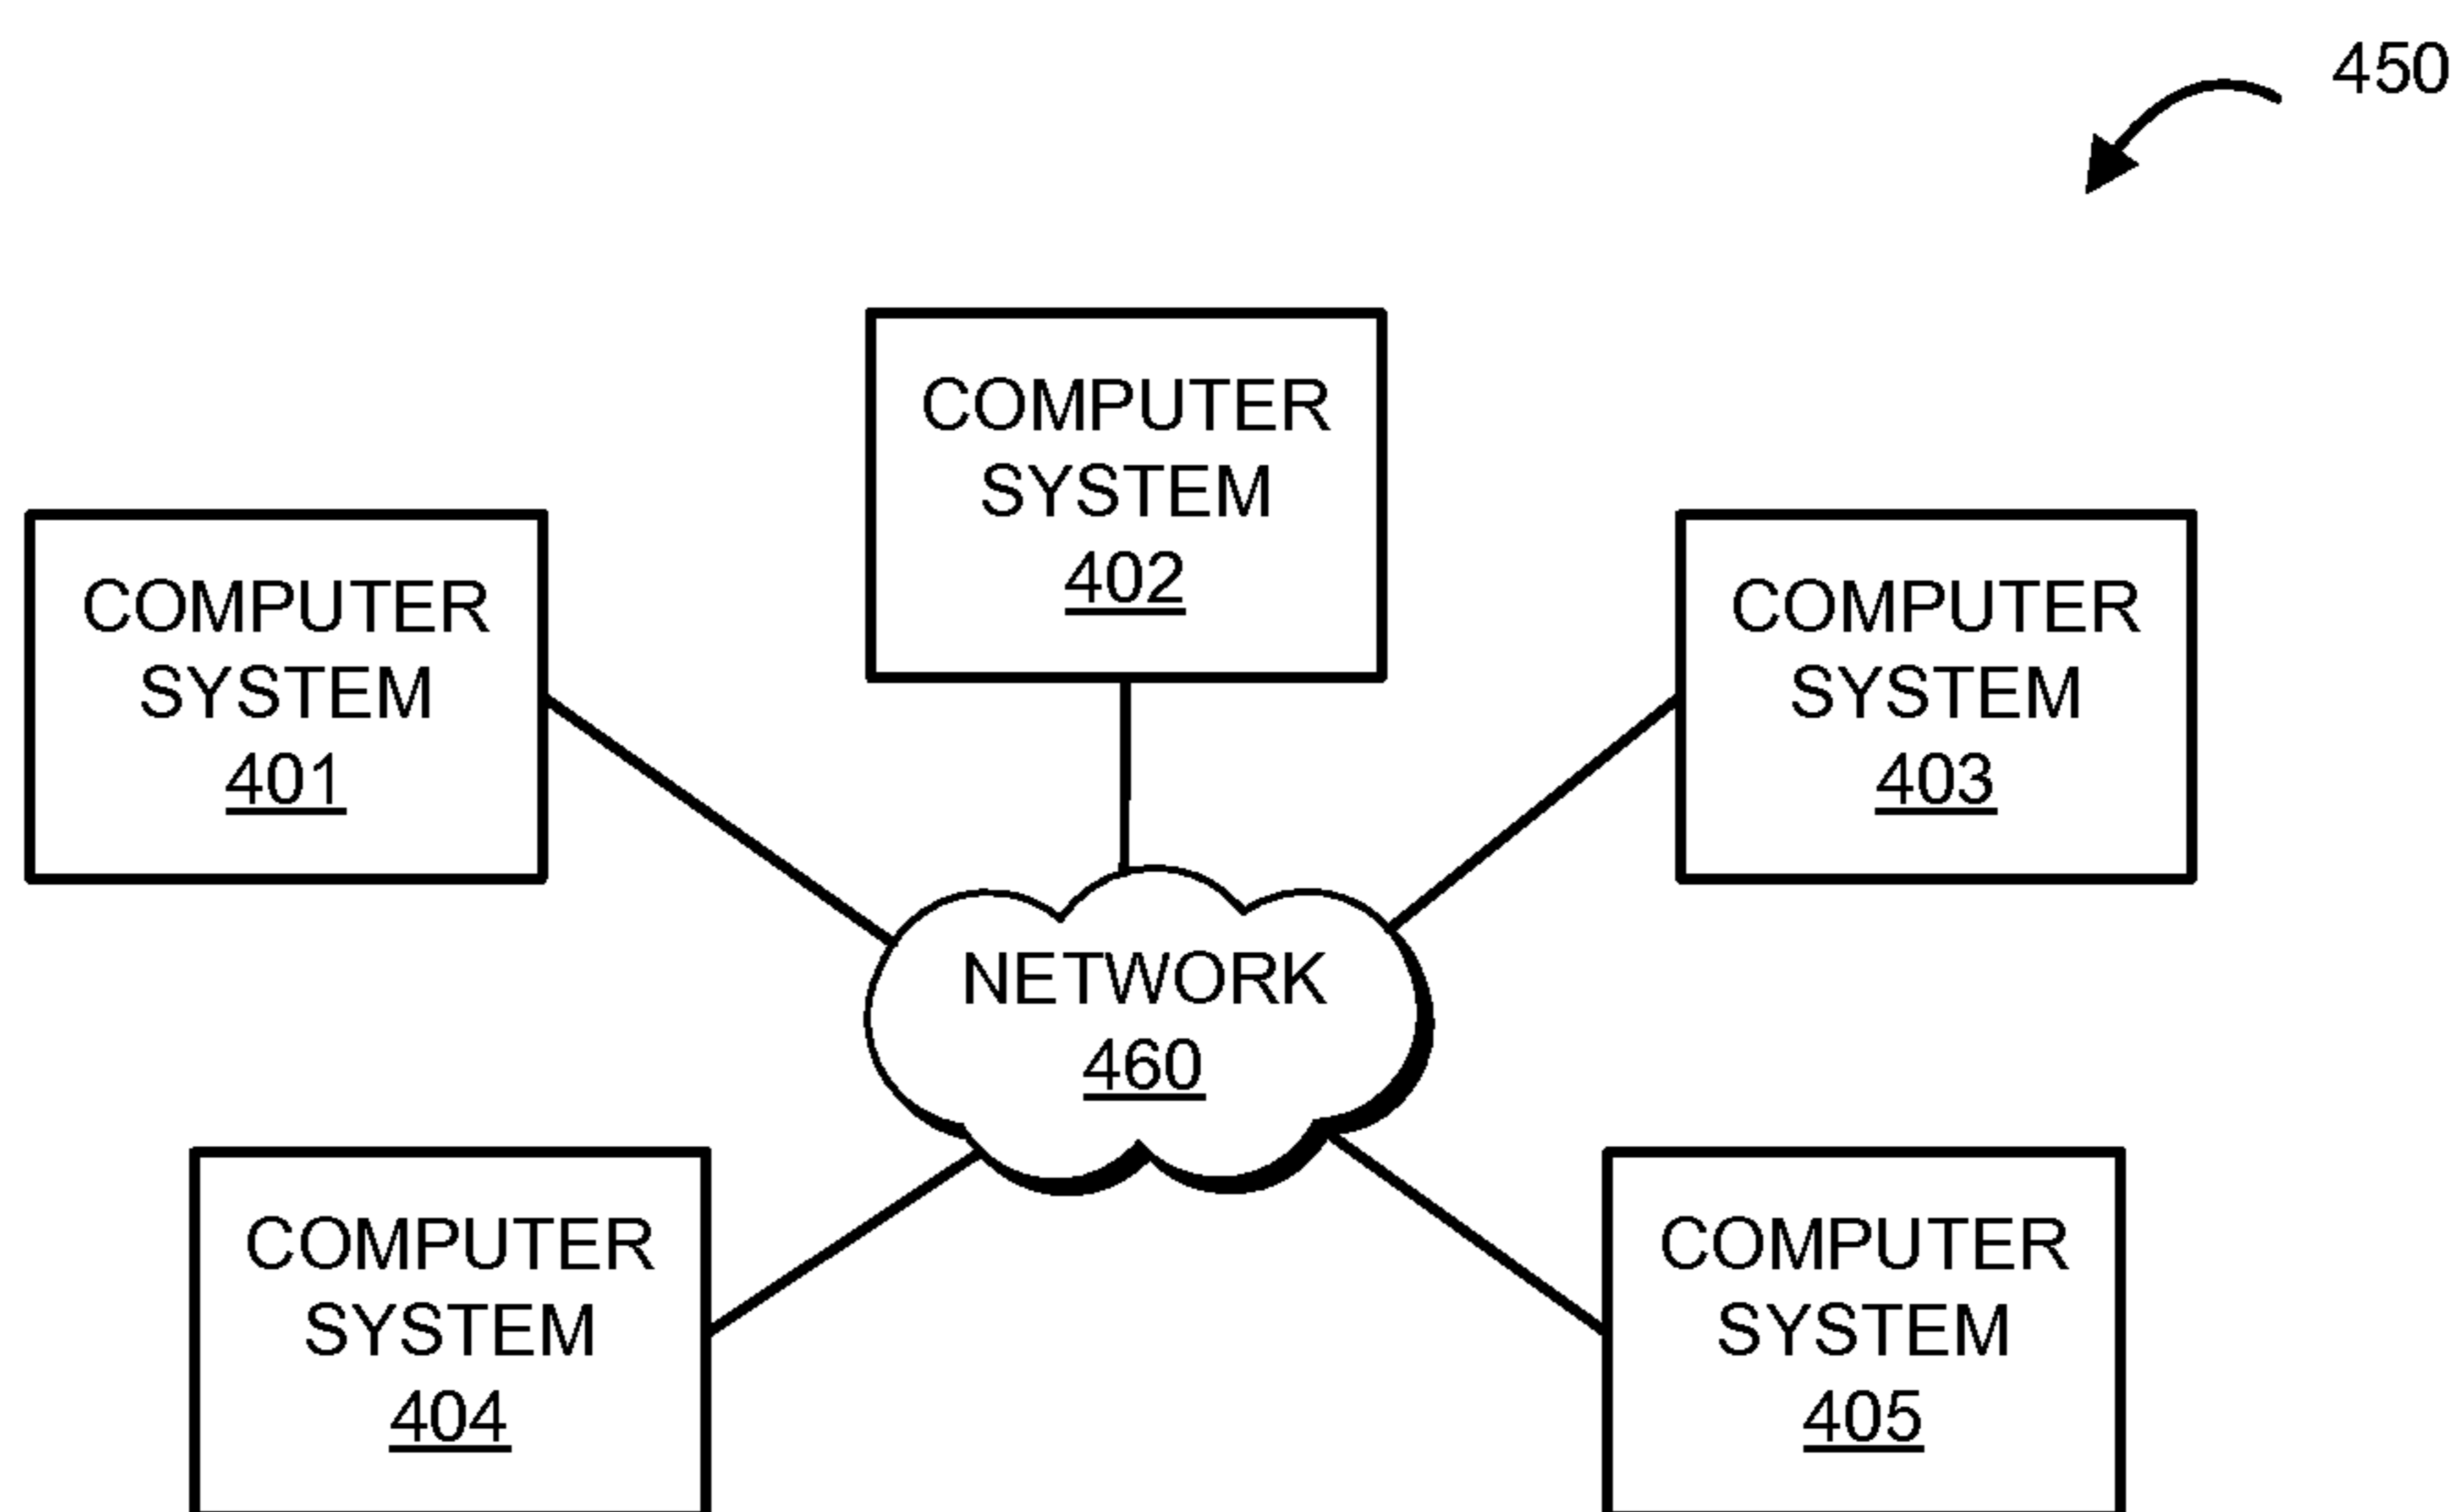 450
COMPUTER
SYSTEM
402
COMPUTER
SYSTEM
401
COMPUTER
SYSTEM
403
NETWORK
460
COMPUTER
SYSTEM
404
COMPUTER
SYSTEM
405